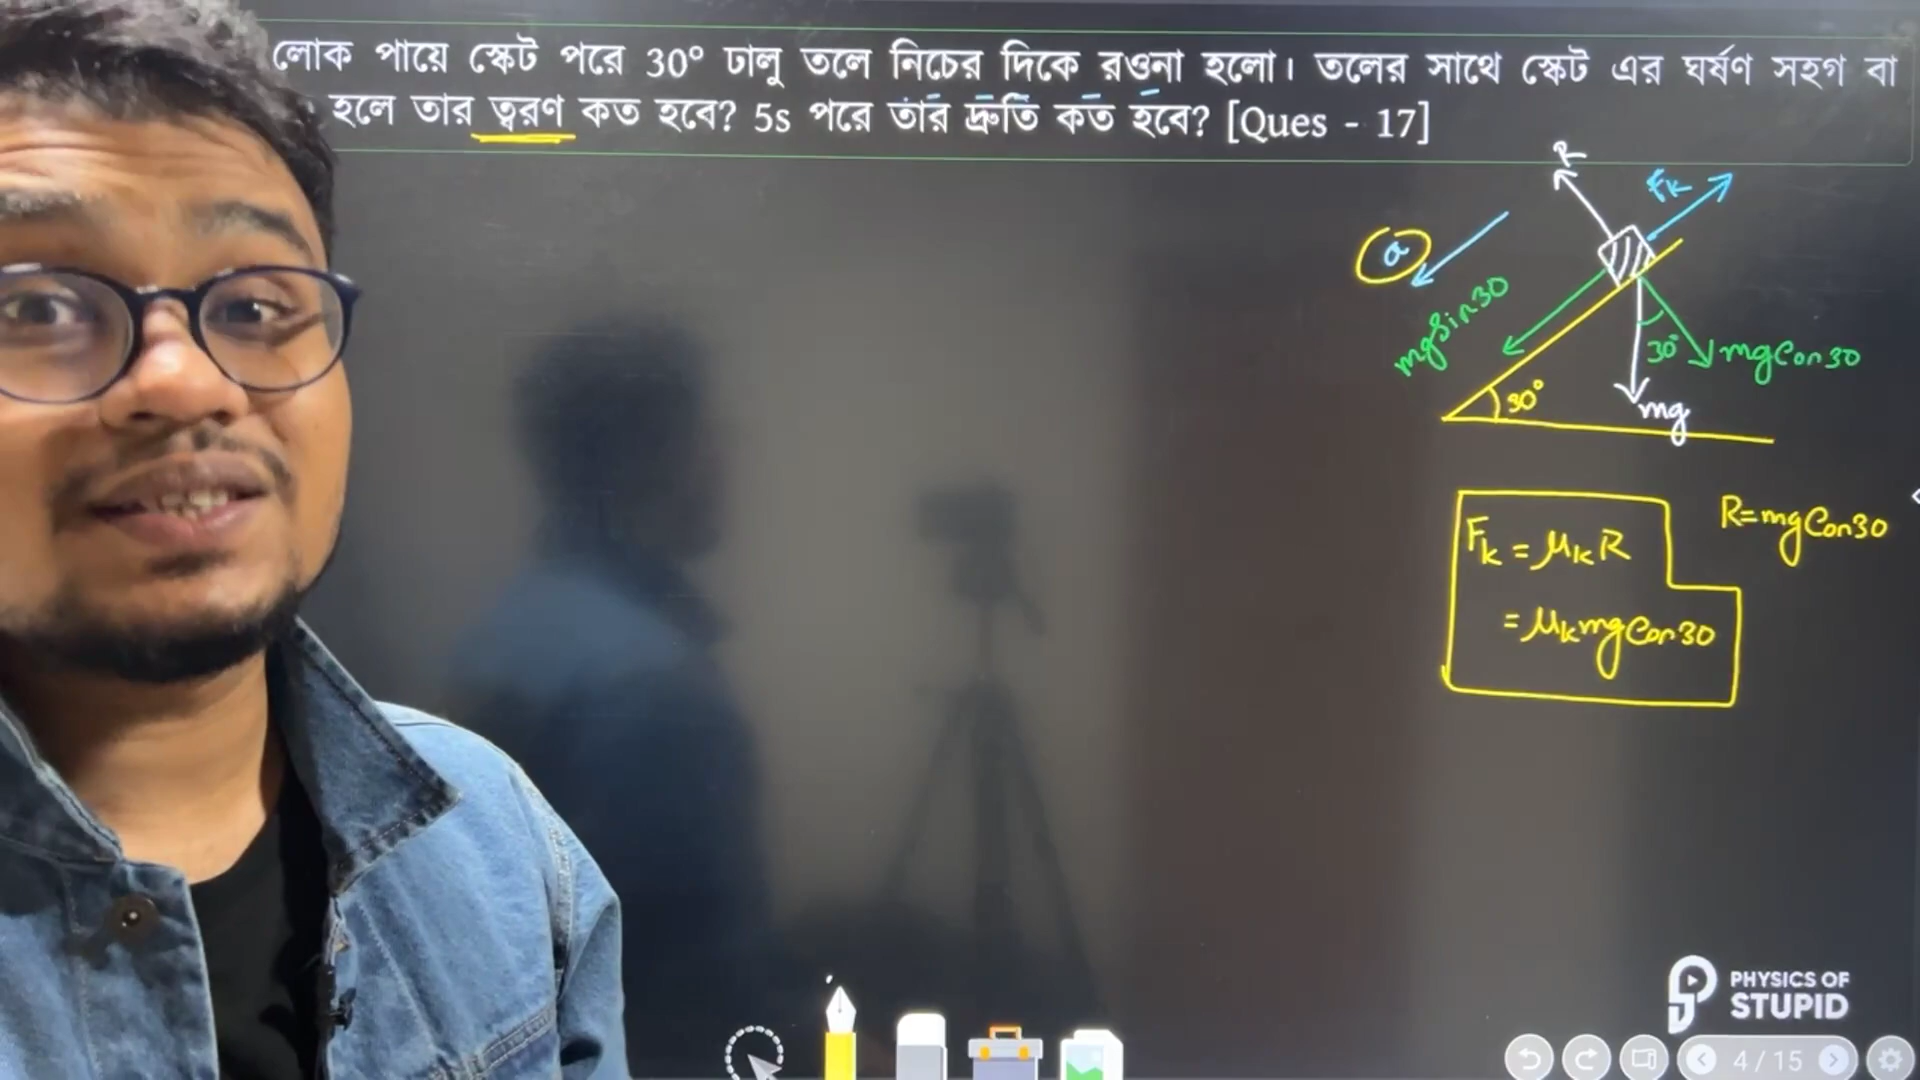 লোক পায়ে স্কেট পরে 30° ঢালু তলে নিচের দিকে রওনা হলো। তলের সাথে স্কেট এর ঘর্ষণ সহগ বা
হলে তার ত্বরণ কত হবে? 5s পরে তার দ্রুতি কত হবে? [Ques - 17]
R
Fk
a
mgSin30
30°
mgCos30
30°
mg
Fk = μkR
R=mgCos30
= μkmgCos30
PHYSICS OF
STUPID
4/15